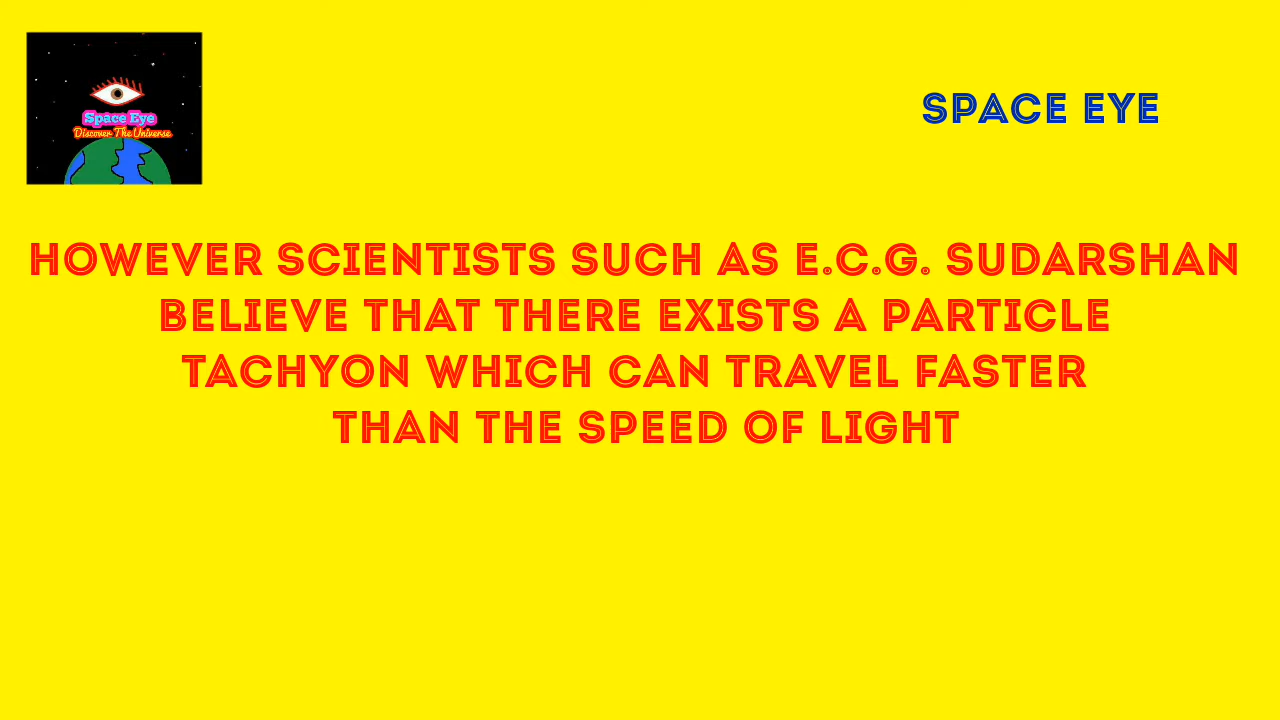 Space Eye
Discover The Universe
SPACE EYE
HOWEVER SCIENTISTS SUCH AS E.C.G. SUDARSHAN
BELIEVE THAT THERE EXISTS A PARTICLE
TACHYON WHICH CAN TRAVEL FASTER
THAN THE SPEED OF LIGHT